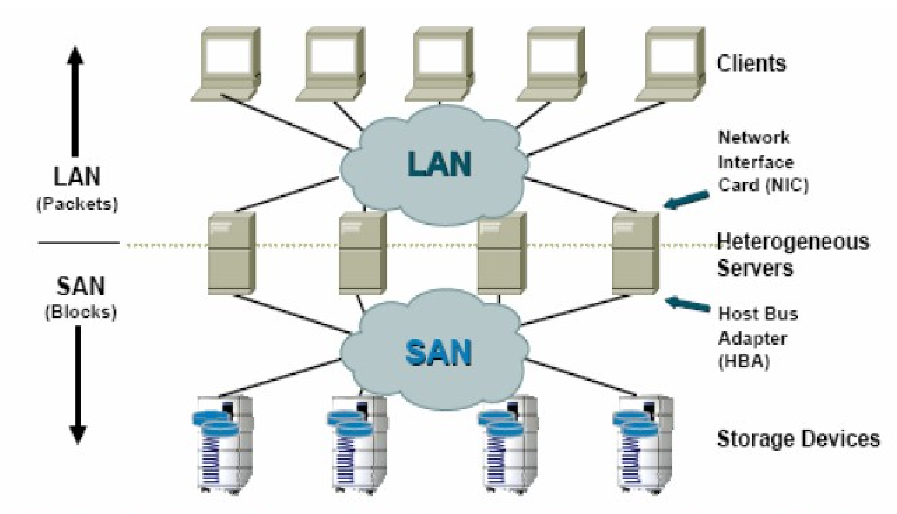 Clients
LAN
Network
Interface
Card (NIC)
LAN
(Packets)
Heterogeneous
Servers
SAN
(Blocks)
Host Bus
Adapter
(HBA)
SAN
Storage Devices